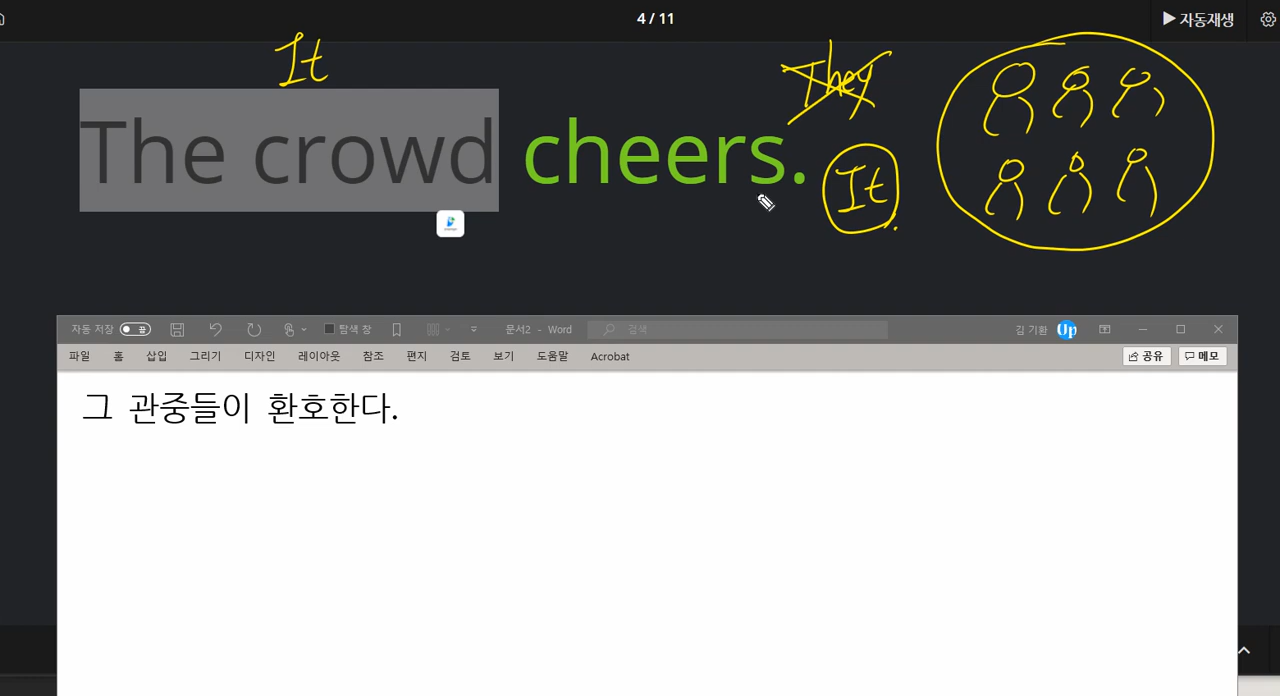 4 / 11
▶ 자동재생
It
They
The crowd cheers.
It
자동 저장 끔
탐색 창
문서2 - Word
검색
김 기환
Up
파일 홈 삽입 그리기 디자인 레이아웃 참조 편지 검토 보기 도움말 Acrobat
공유 메모
그 관중들이 환호한다.